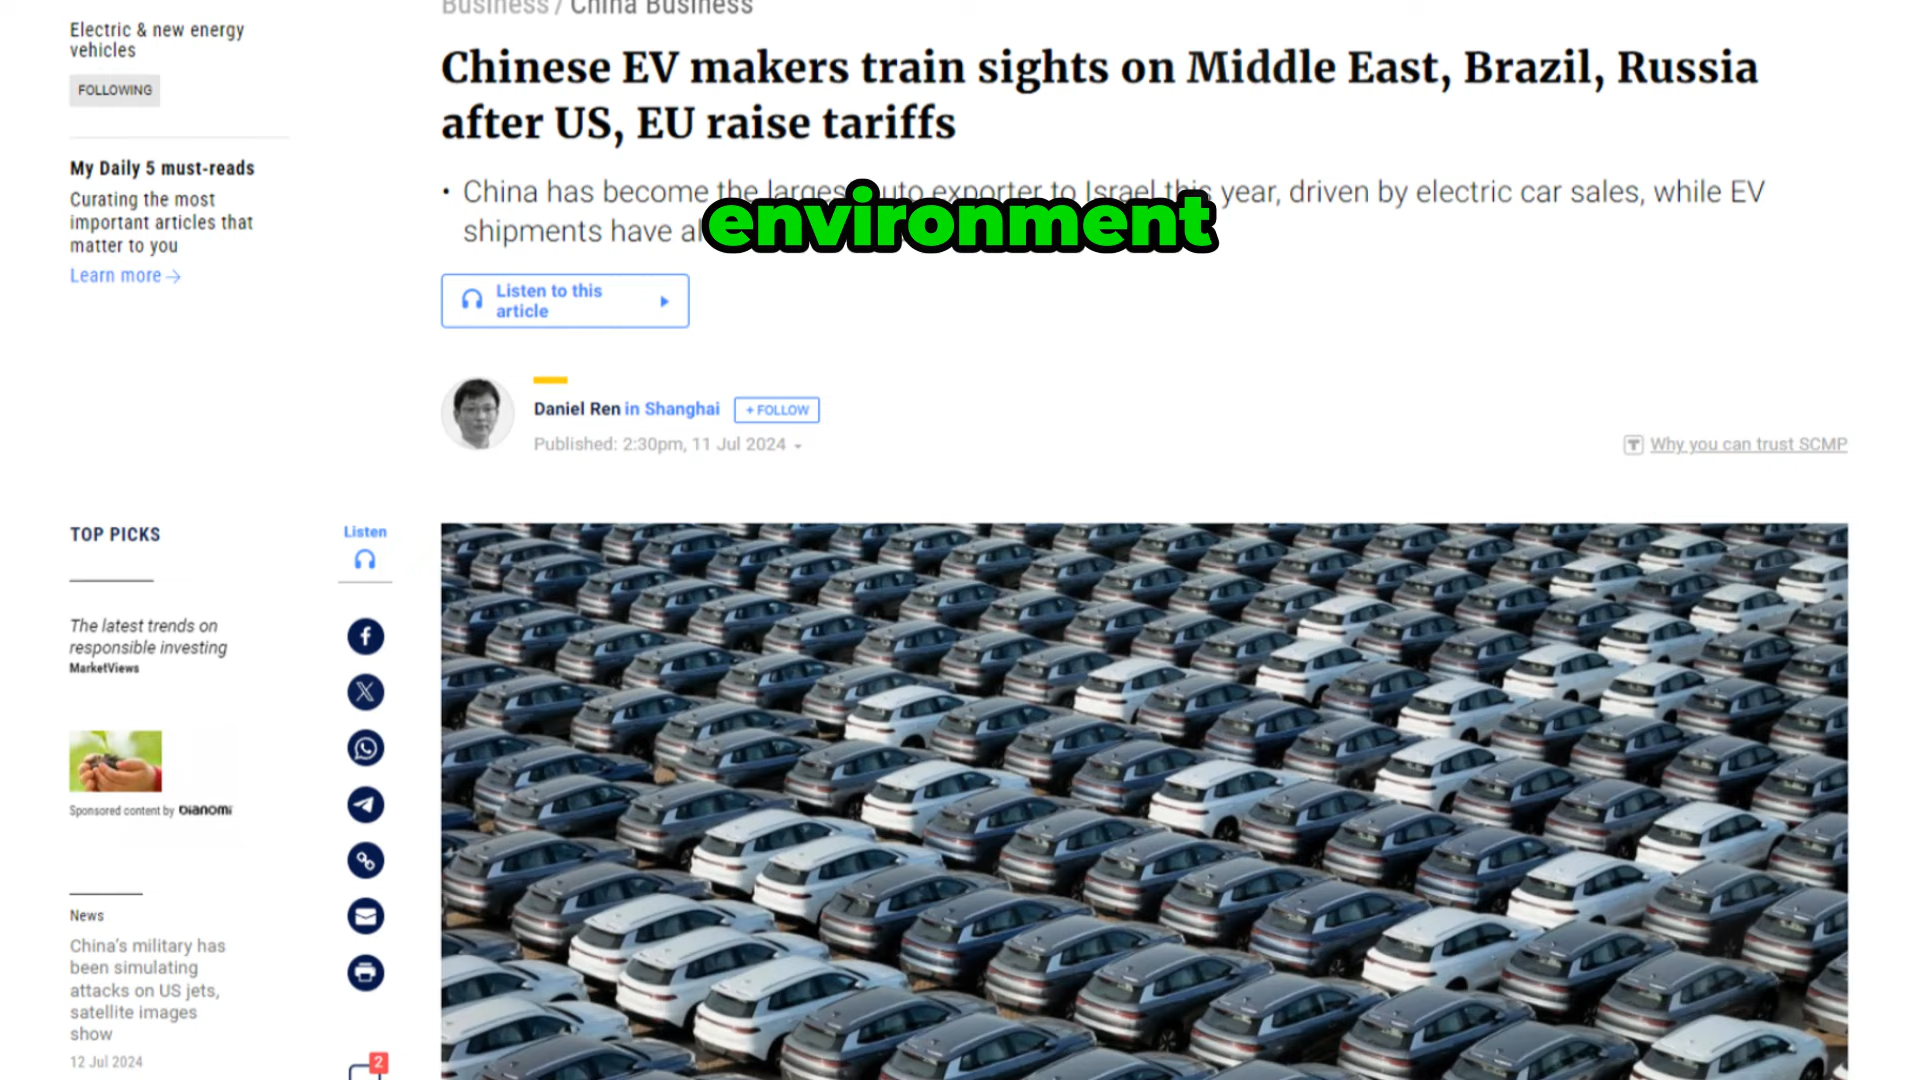 Business / China Business
Electric & new energy
vehicles
FOLLOWING
My Daily 5 must-reads
Curating the most
important articles that
matter to you
Learn more
Chinese EV makers train sights on Middle East, Brazil, Russia
after US, EU raise tariffs
• China has become the largest auto exporter to Israel this year, driven by electric car sales, while EV
shipments have al
environment
Listen to this
article
Daniel Ren in Shanghai
+ FOLLOW
Published: 2:30pm, 11 Jul 2024
Why you can trust SCMP
TOP PICKS
The latest trends on
responsible investing
MarketViews
Sponsored content by Dianomi
News
China's military has
been simulating
attacks on US jets,
satellite images
show
12 Jul 2024
Listen
2